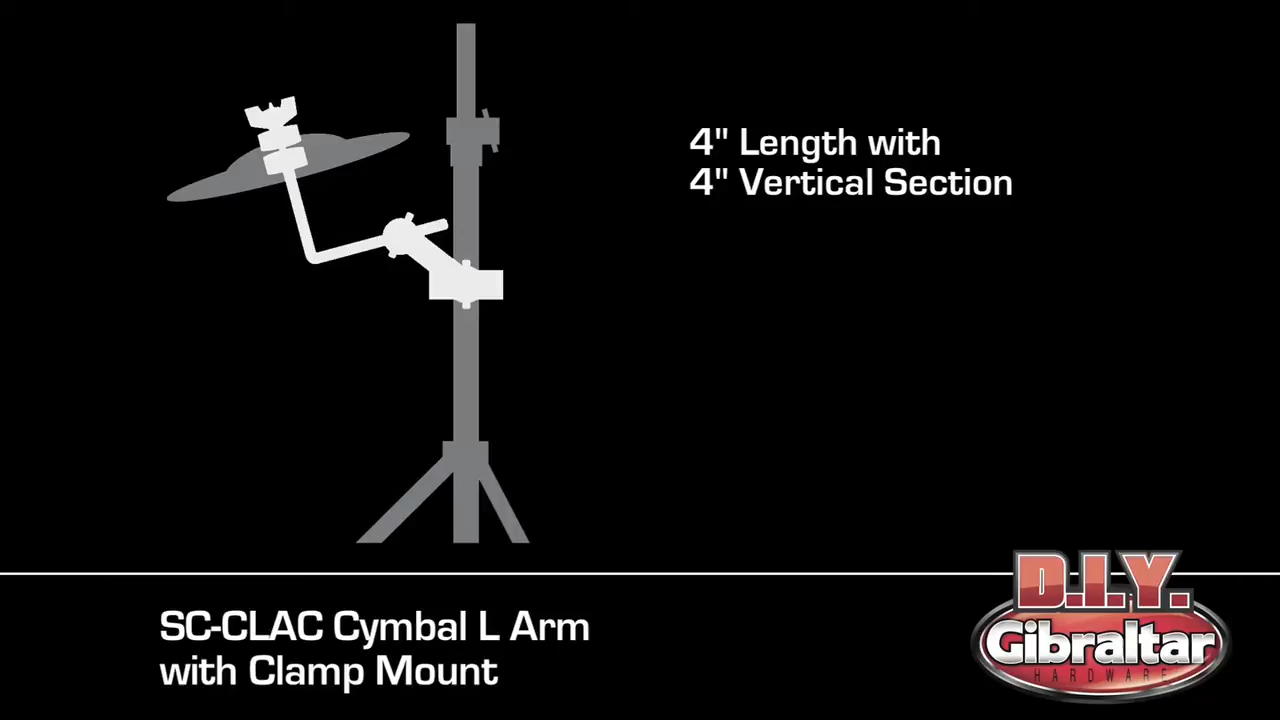 4" Length with
4" Vertical Section
SC-CLAC Cymbal L Arm
with Clamp Mount
D.I.Y.
Gibraltar
HARDWARE